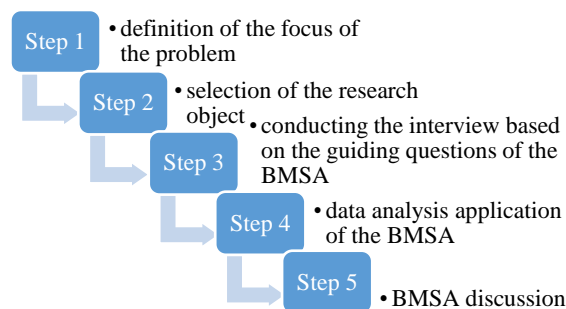 Step 1
• definition of the focus of
the problem
Step 2
• selection of the research
object
Step 3
• conducting the interview based
on the guiding questions of the
BMSA
Step 4
• data analysis application
of the BMSA
Step 5
• BMSA discussion